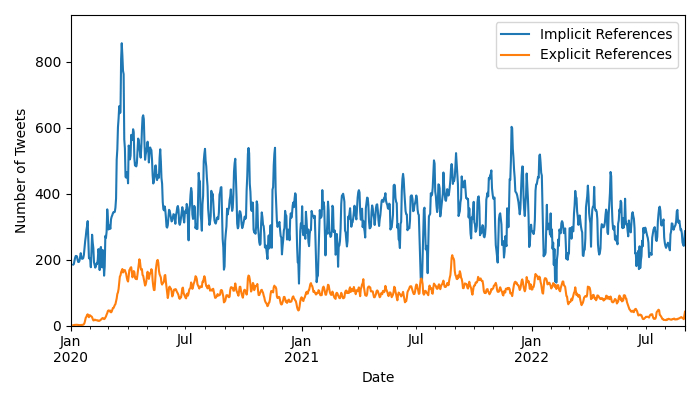 Implicit References
Explicit References
Number of Tweets
800
600
400
200
0
Jan Jul Jan Jul Jan Jul
2020 2021 2022
Date